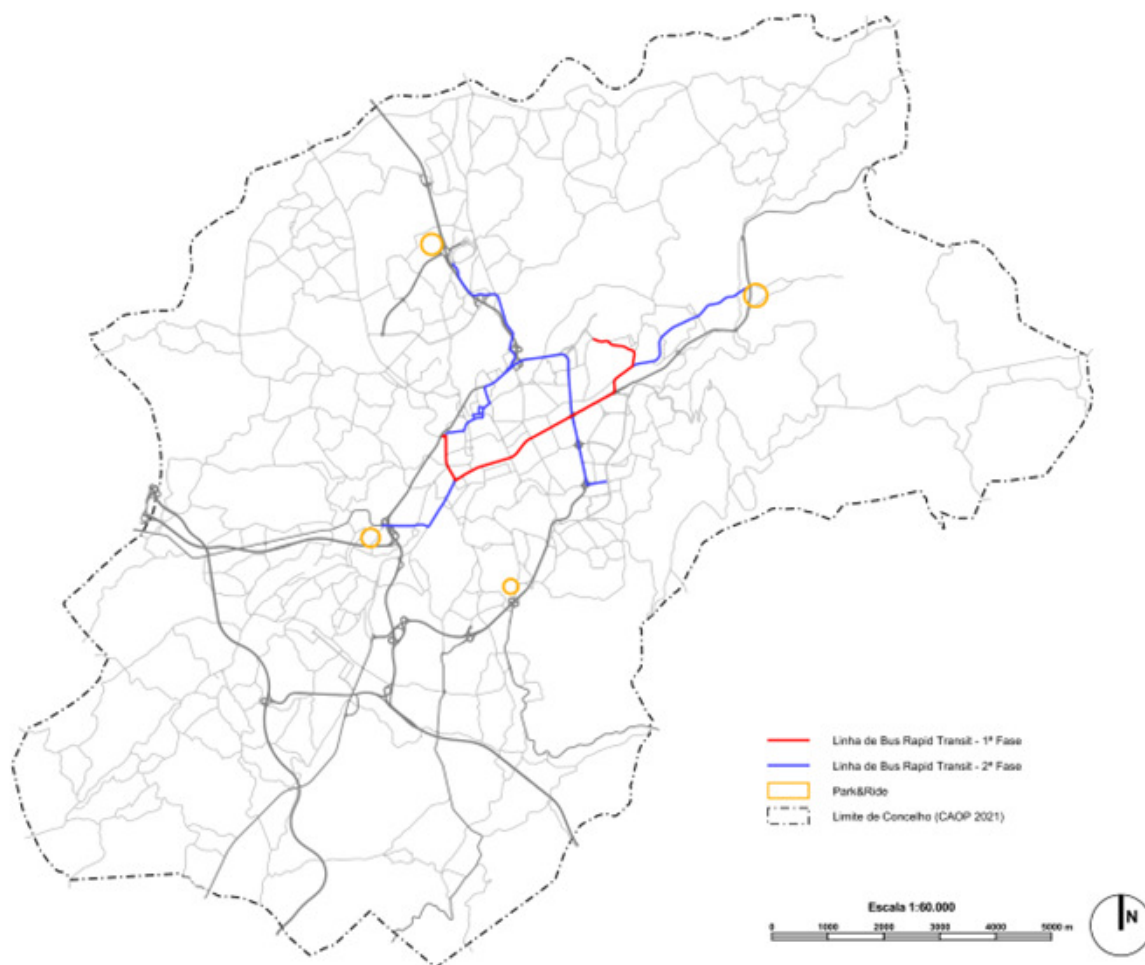 Linha de Bus Rapid Transit - 1ª Fase
Linha de Bus Rapid Transit - 2ª Fase
Park&Ride
Limite de Concelho (CAOP 2021)
Escala 1:60.000
0 1000 2000 3000 4000 5000 m
N